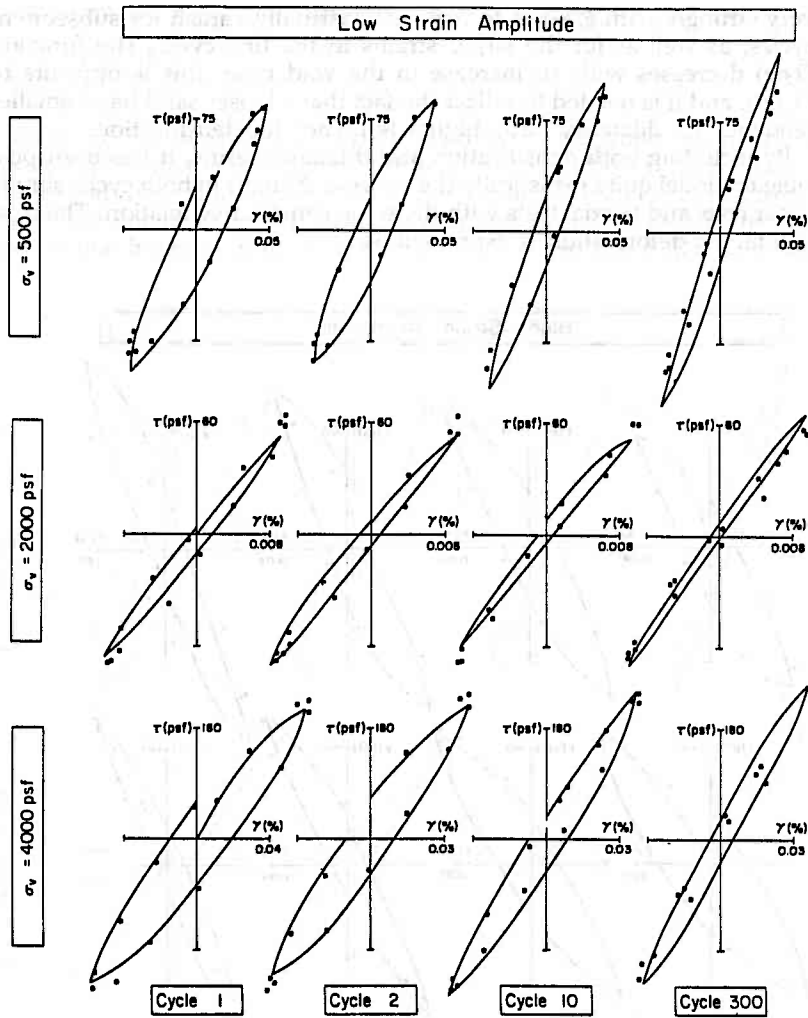 Low Strain Amplitude
σv = 500 psf
τ(psf) 75
γ(%)
0.05
τ(psf) 75
γ(%)
0.05
τ(psf) 75
γ(%)
0.05
τ(psf) 75
γ(%)
0.05
σv = 2000 psf
τ(psf) 60
γ(%)
0.008
τ(psf) 60
γ(%)
0.008
τ(psf) 60
γ(%)
0.008
τ(psf) 60
γ(%)
0.008
σv = 4000 psf
τ(psf) 180
γ(%)
0.04
τ(psf) 180
γ(%)
0.03
τ(psf) 180
γ(%)
0.03
τ(psf) 180
γ(%)
0.03
Cycle 1
Cycle 2
Cycle 10
Cycle 300